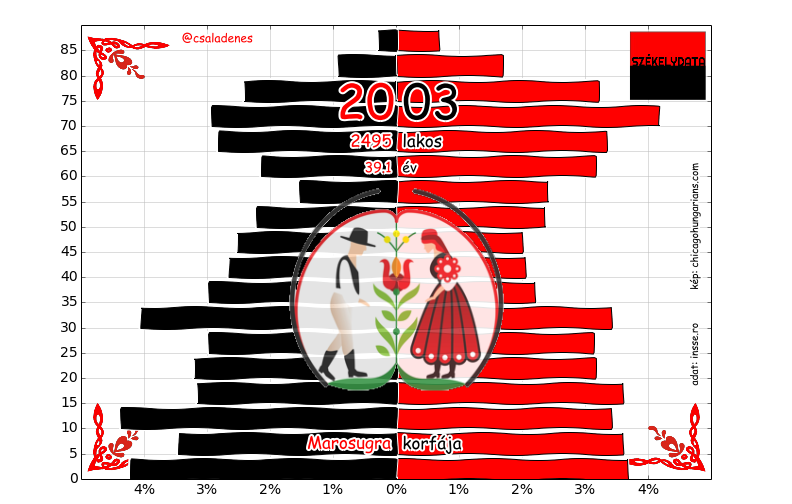 @csaladenes
SZÉKELYDATA
2003
2495 lakos
39.1 év
kép: chicagohungarians.com
adat: insse.ro
Marosugra korfája
85
80
75
70
65
60
55
50
45
40
35
30
25
20
15
10
5
0
4% 3% 2% 1% 0% 1% 2% 3% 4%